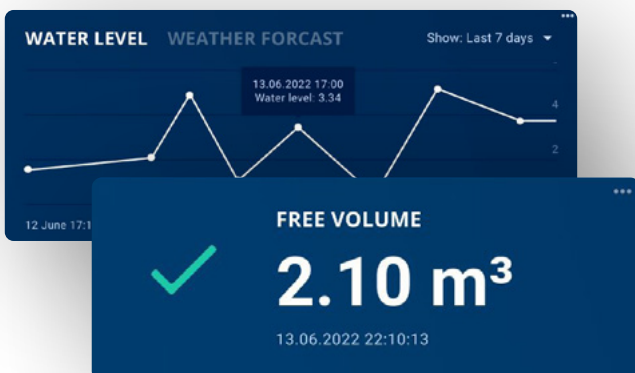 WATER LEVEL WEATHER FORCAST Show: Last 7 days
13.06.2022 17:00
Water level: 3.34
4
2
12 June 17:1
FREE VOLUME
2.10 m³
13.06.2022 22:10:13